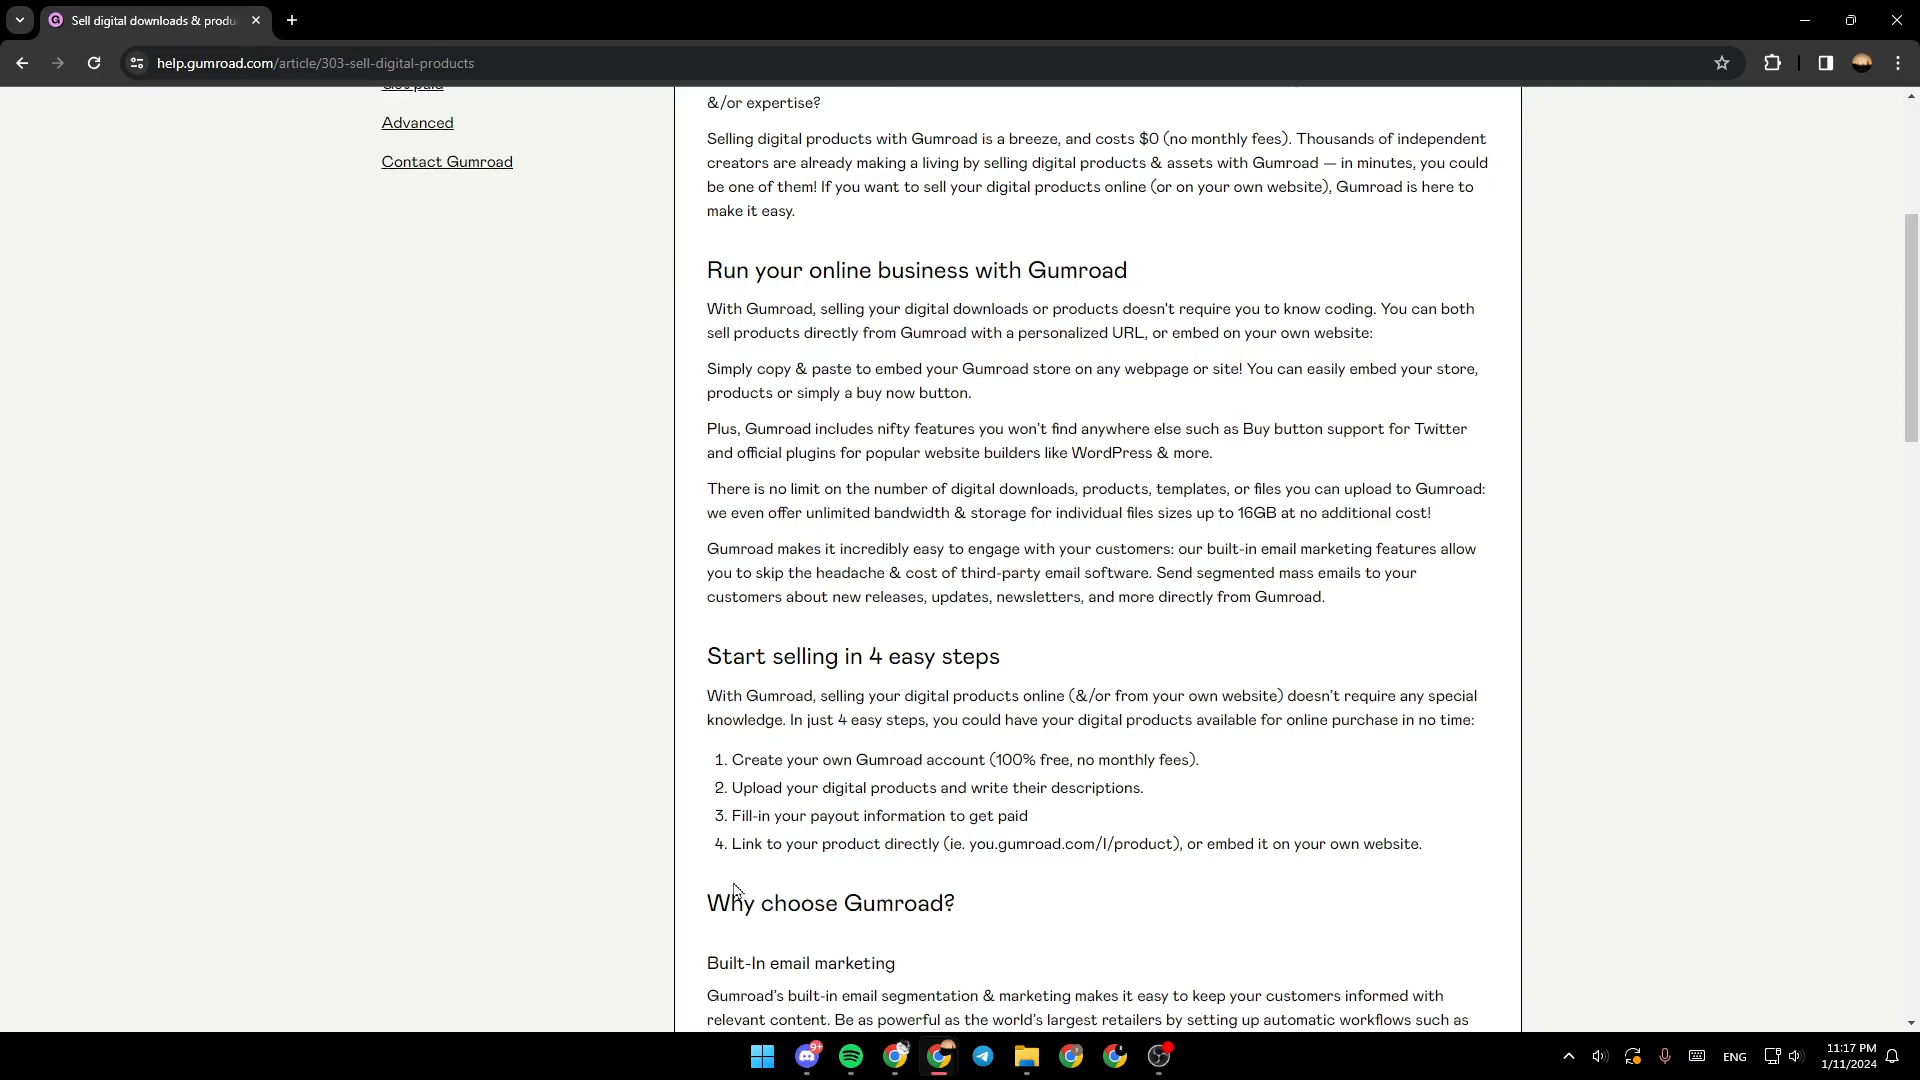 Sell digital downloads & produ
help.gumroad.com/article/303-sell-digital-products
Get paid
Advanced
Contact Gumroad
&/or expertise?
Selling digital products with Gumroad is a breeze, and costs $0 (no monthly fees). Thousands of independent
creators are already making a living by selling digital products & assets with Gumroad — in minutes, you could
be one of them! If you want to sell your digital products online (or on your own website), Gumroad is here to
make it easy.
Run your online business with Gumroad
With Gumroad, selling your digital downloads or products doesn't require you to know coding. You can both
sell products directly from Gumroad with a personalized URL, or embed on your own website:
Simply copy & paste to embed your Gumroad store on any webpage or site! You can easily embed your store,
products or simply a buy now button.
Plus, Gumroad includes nifty features you won't find anywhere else such as Buy button support for Twitter
and official plugins for popular website builders like WordPress & more.
There is no limit on the number of digital downloads, products, templates, or files you can upload to Gumroad:
we even offer unlimited bandwidth & storage for individual files sizes up to 16GB at no additional cost!
Gumroad makes it incredibly easy to engage with your customers: our built-in email marketing features allow
you to skip the headache & cost of third-party email software. Send segmented mass emails to your
customers about new releases, updates, newsletters, and more directly from Gumroad.
Start selling in 4 easy steps
With Gumroad, selling your digital products online (&/or from your own website) doesn't require any special
knowledge. In just 4 easy steps, you could have your digital products available for online purchase in no time:
1. Create your own Gumroad account (100% free, no monthly fees).
2. Upload your digital products and write their descriptions.
3. Fill-in your payout information to get paid
4. Link to your product directly (ie. you.gumroad.com/l/product), or embed it on your own website.
Why choose Gumroad?
Built-In email marketing
Gumroad's built-in email segmentation & marketing makes it easy to keep your customers informed with
relevant content. Be as powerful as the world's largest retailers by setting up automatic workflows such as
9+
ENG
11:17 PM
1/11/2024